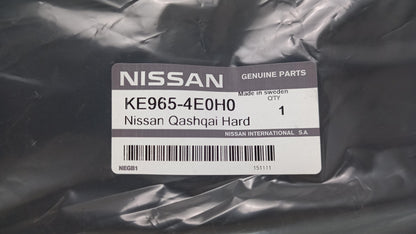 NISSAN
GENUINE PARTS
KE965-4E0H0
Made in sweden
QTY
Nissan Qashqai Hard
1
NISSAN INTERNATIONAL S.A
NEGB1
151111